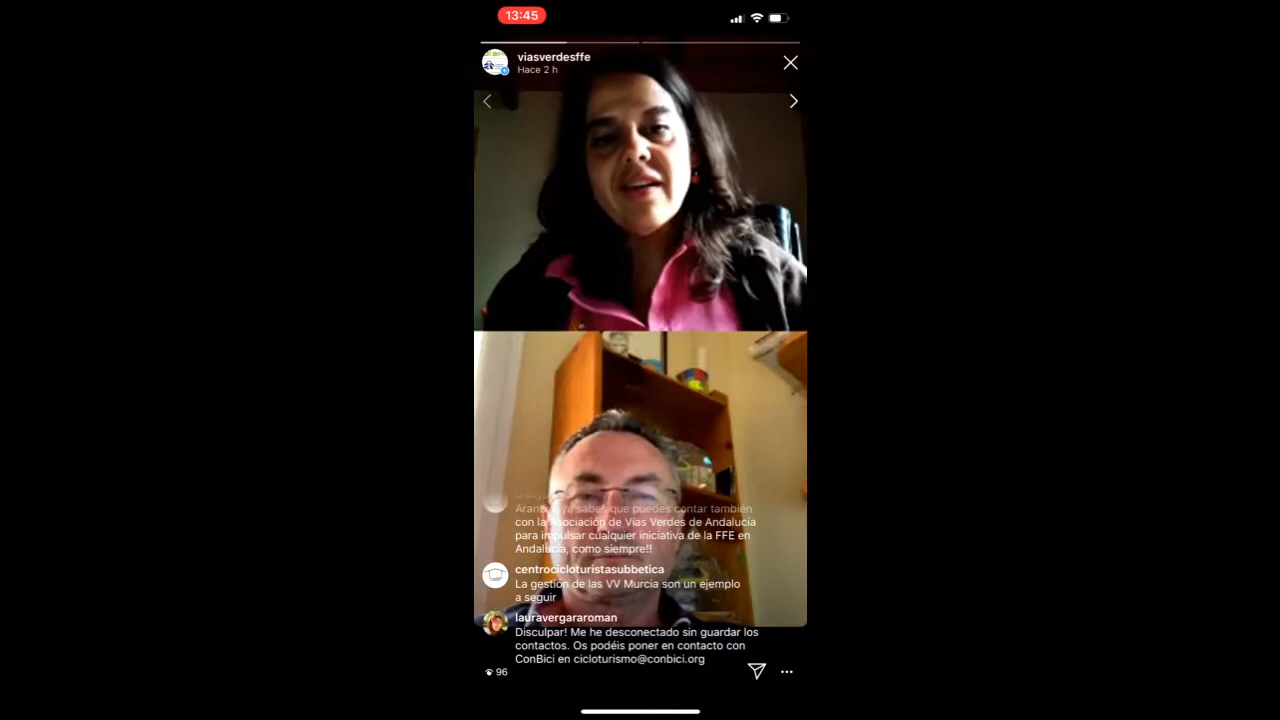 13:45
viasverdesffe
Hace 2 h
ya sabes que puedes contar también
con la Asociación de Vías Verdes de Andalucía
para impulsar cualquier iniciativa de la FFE en
Andalucía, como siempre!!
centrocicloturistasubbetica
La gestión de las VV Murcia son un ejemplo
a seguir
lauravergararoman
Disculpar! Me he desconectado sin guardar los
contactos. Os podéis poner en contacto con
ConBici en cicloturismo@conbici.org
96